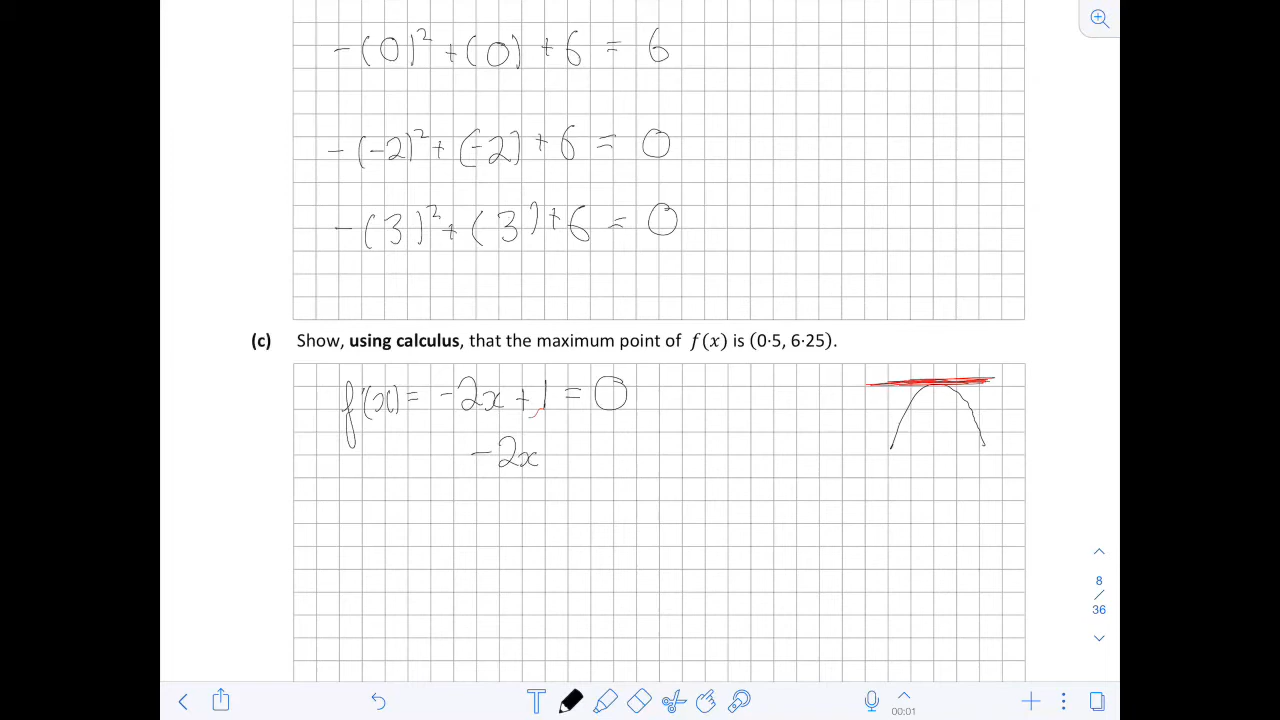 -(0)² + (0) + 6 = 6
-(-2)² + (-2) + 6 = 0
-(3)² + (3) + 6 = 0
(c) Show, using calculus, that the maximum point of f(x) is (0·5, 6·25).
f'(x) = -2x + 1 = 0
-2x
8
/
36
T
00:01